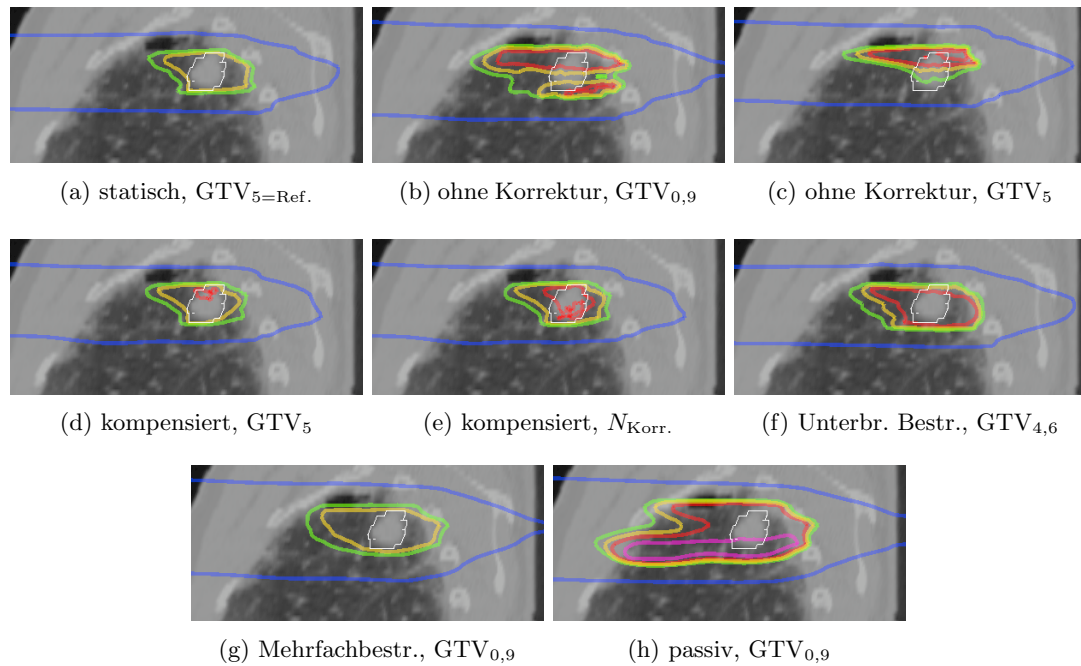 (a) statisch, GTV5=Ref.
(b) ohne Korrektur, GTV0,9
(c) ohne Korrektur, GTV5
(d) kompensiert, GTV5
(e) kompensiert, NKorr.
(f) Unterbr. Bestr., GTV4,6
(g) Mehrfachbestr., GTV0,9
(h) passiv, GTV0,9